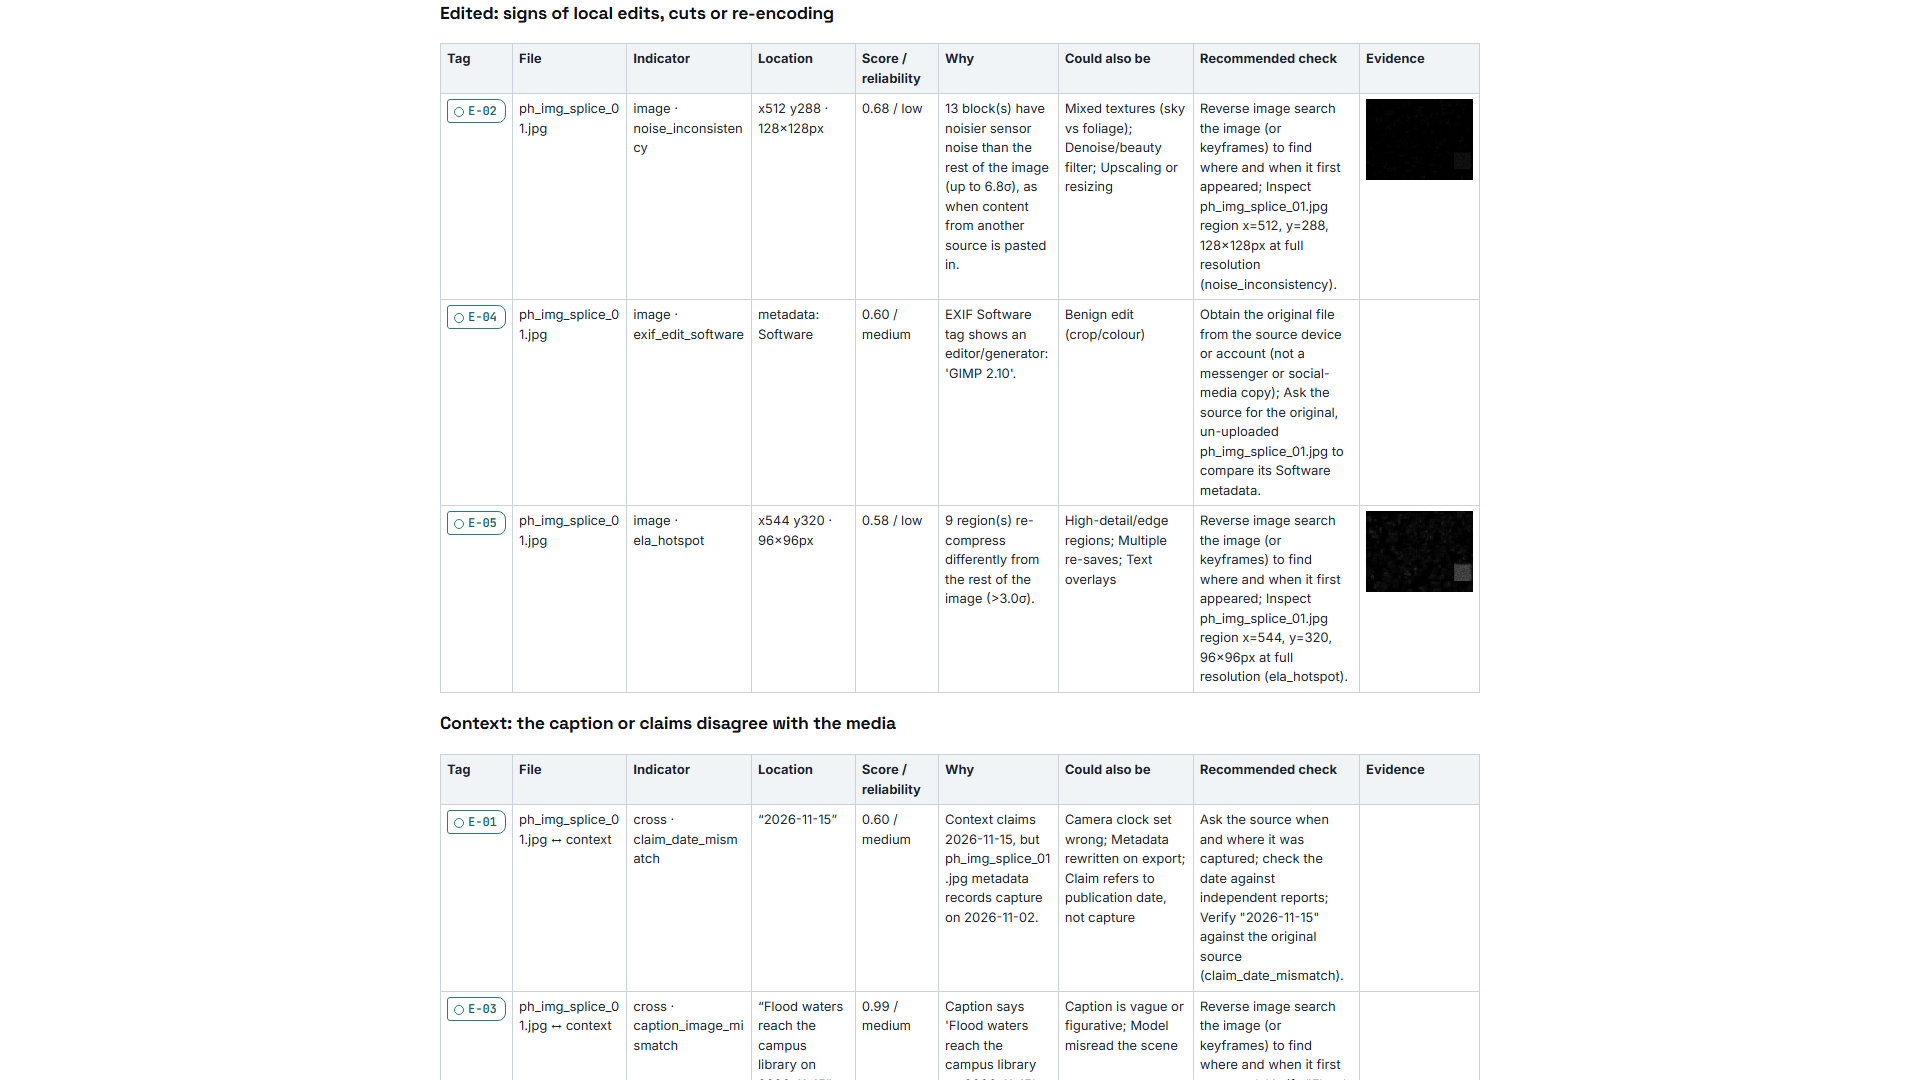 Edited: signs of local edits, cuts or re-encoding
Tag
File
Indicator
Location
Score /
reliability
Why
Could also be
Recommended check
Evidence
E-02
ph_img_splice_0
1.jpg
image ·
noise_inconsisten
cy
x512 y288 ·
128×128px
0.68 / low
13 block(s) have
noisier sensor
noise than the
rest of the image
(up to 6.8σ), as
when content
from another
source is pasted
in.
Mixed textures (sky
vs foliage);
Denoise/beauty
filter; Upscaling or
resizing
Reverse image search
the image (or
keyframes) to find
where and when it first
appeared; Inspect
ph_img_splice_01.jpg
region x=512, y=288,
128×128px at full
resolution
(noise_inconsistency).
E-04
ph_img_splice_0
1.jpg
image ·
exif_edit_software
metadata:
Software
0.60 /
medium
EXIF Software
tag shows an
editor/generator:
'GIMP 2.10'.
Benign edit
(crop/colour)
Obtain the original file
from the source device
or account (not a
messenger or social-
media copy); Ask the
source for the original,
un-uploaded
ph_img_splice_01.jpg to
compare its Software
metadata.
E-05
ph_img_splice_0
1.jpg
image ·
ela_hotspot
x544 y320 ·
96×96px
0.58 / low
9 region(s) re-
compress
differently from
the rest of the
image (>3.0σ).
High-detail/edge
regions; Multiple
re-saves; Text
overlays
Reverse image search
the image (or
keyframes) to find
where and when it first
appeared; Inspect
ph_img_splice_01.jpg
region x=544, y=320,
96×96px at full
resolution (ela_hotspot).
Context: the caption or claims disagree with the media
Tag
File
Indicator
Location
Score /
reliability
Why
Could also be
Recommended check
Evidence
E-01
ph_img_splice_0
1.jpg ↔ context
cross ·
claim_date_mism
atch
“2026-11-15”
0.60 /
medium
Context claims
2026-11-15, but
ph_img_splice_01
.jpg metadata
records capture
on 2026-11-02.
Camera clock set
wrong; Metadata
rewritten on export;
Claim refers to
publication date,
not capture
Ask the source when
and where it was
captured; check the
date against
independent reports;
Verify "2026-11-15"
against the original
source
(claim_date_mismatch).
E-03
ph_img_splice_0
1.jpg ↔ context
cross ·
caption_image_mi
smatch
“Flood waters
reach the
campus
library on
0.99 /
medium
Caption says
'Flood waters
reach the
campus library
Caption is vague or
figurative; Model
misread the scene
Reverse image search
the image (or
keyframes) to find
where and when it first